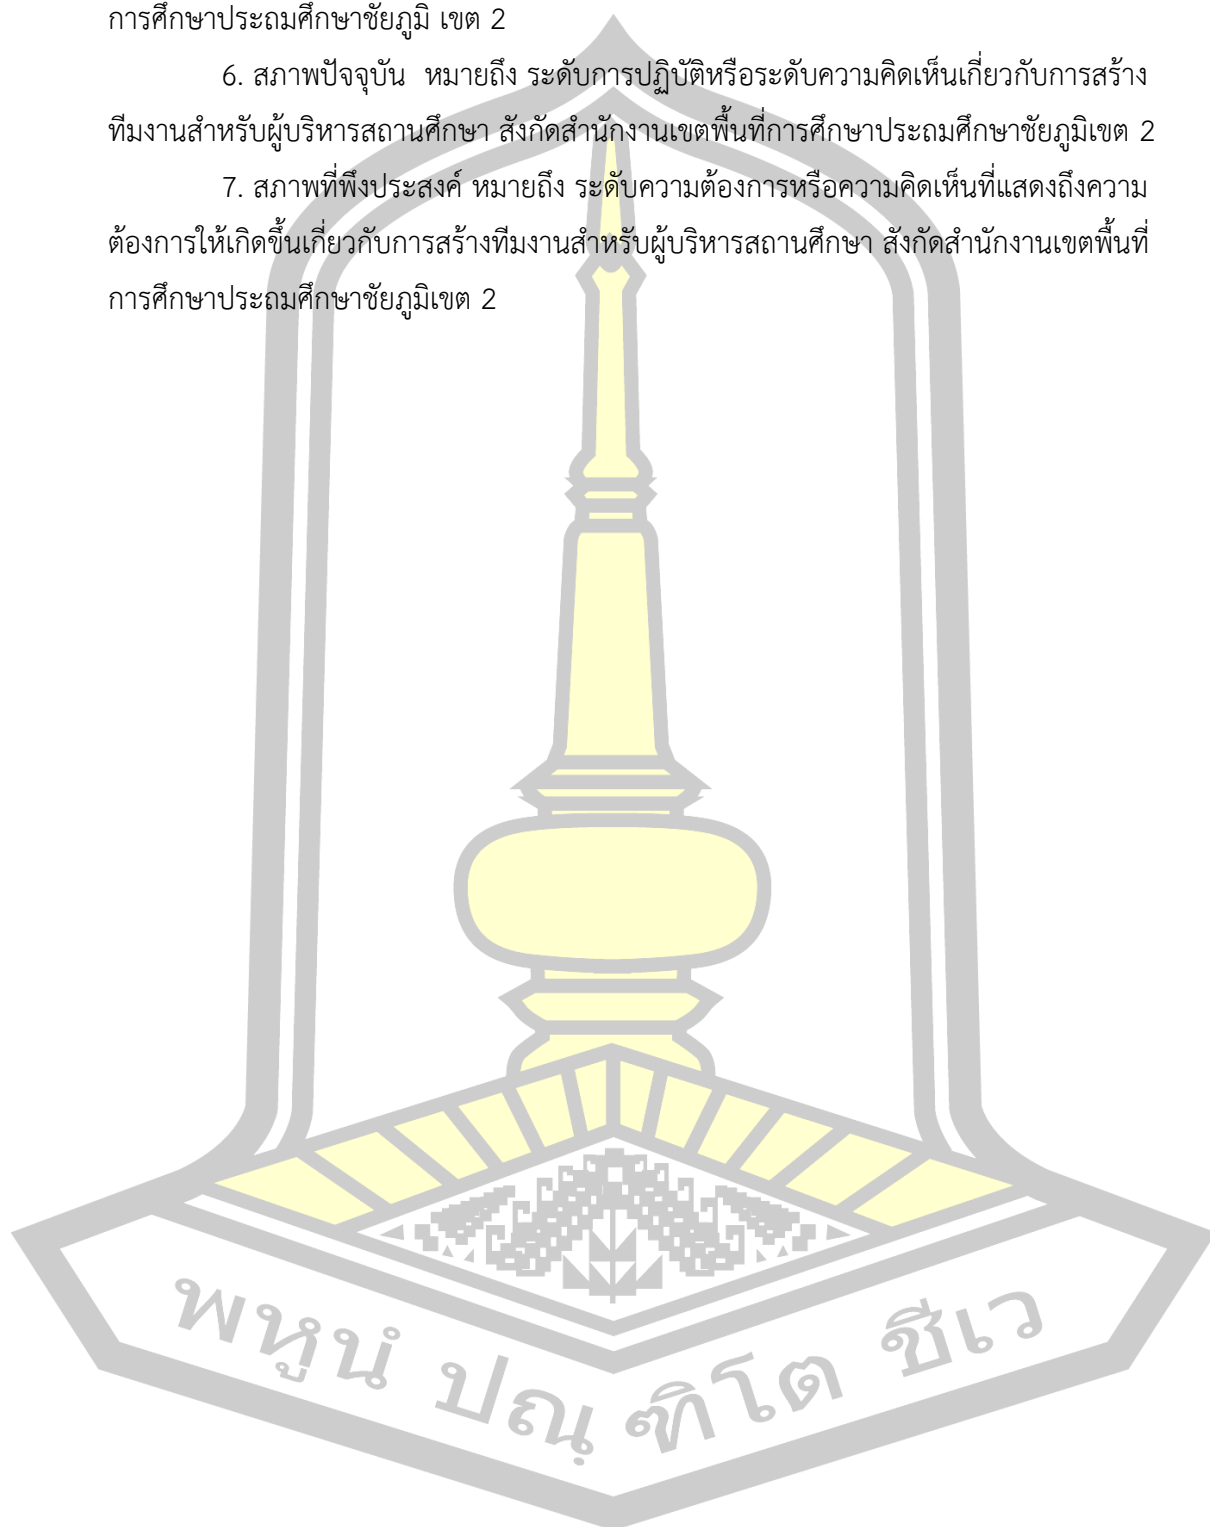 การศึกษาประถมศึกษาชัยภูมิ เขต 2
6. สภาพปัจจุบัน หมายถึง ระดับการปฏิบัติหรือระดับความคิดเห็นเกี่ยวกับการสร้าง
ทีมงานสำหรับผู้บริหารสถานศึกษา สังกัดสำนักงานเขตพื้นที่การศึกษาประถมศึกษาชัยภูมิเขต 2
7. สภาพที่พึงประสงค์ หมายถึง ระดับความต้องการหรือความคิดเห็นที่แสดงถึงความ
ต้องการให้เกิดขึ้นเกี่ยวกับการสร้างทีมงานสำหรับผู้บริหารสถานศึกษา สังกัดสำนักงานเขตพื้นที่
การศึกษาประถมศึกษาชัยภูมิเขต 2
พหูนํ ปณฺฑิโต ชีเว